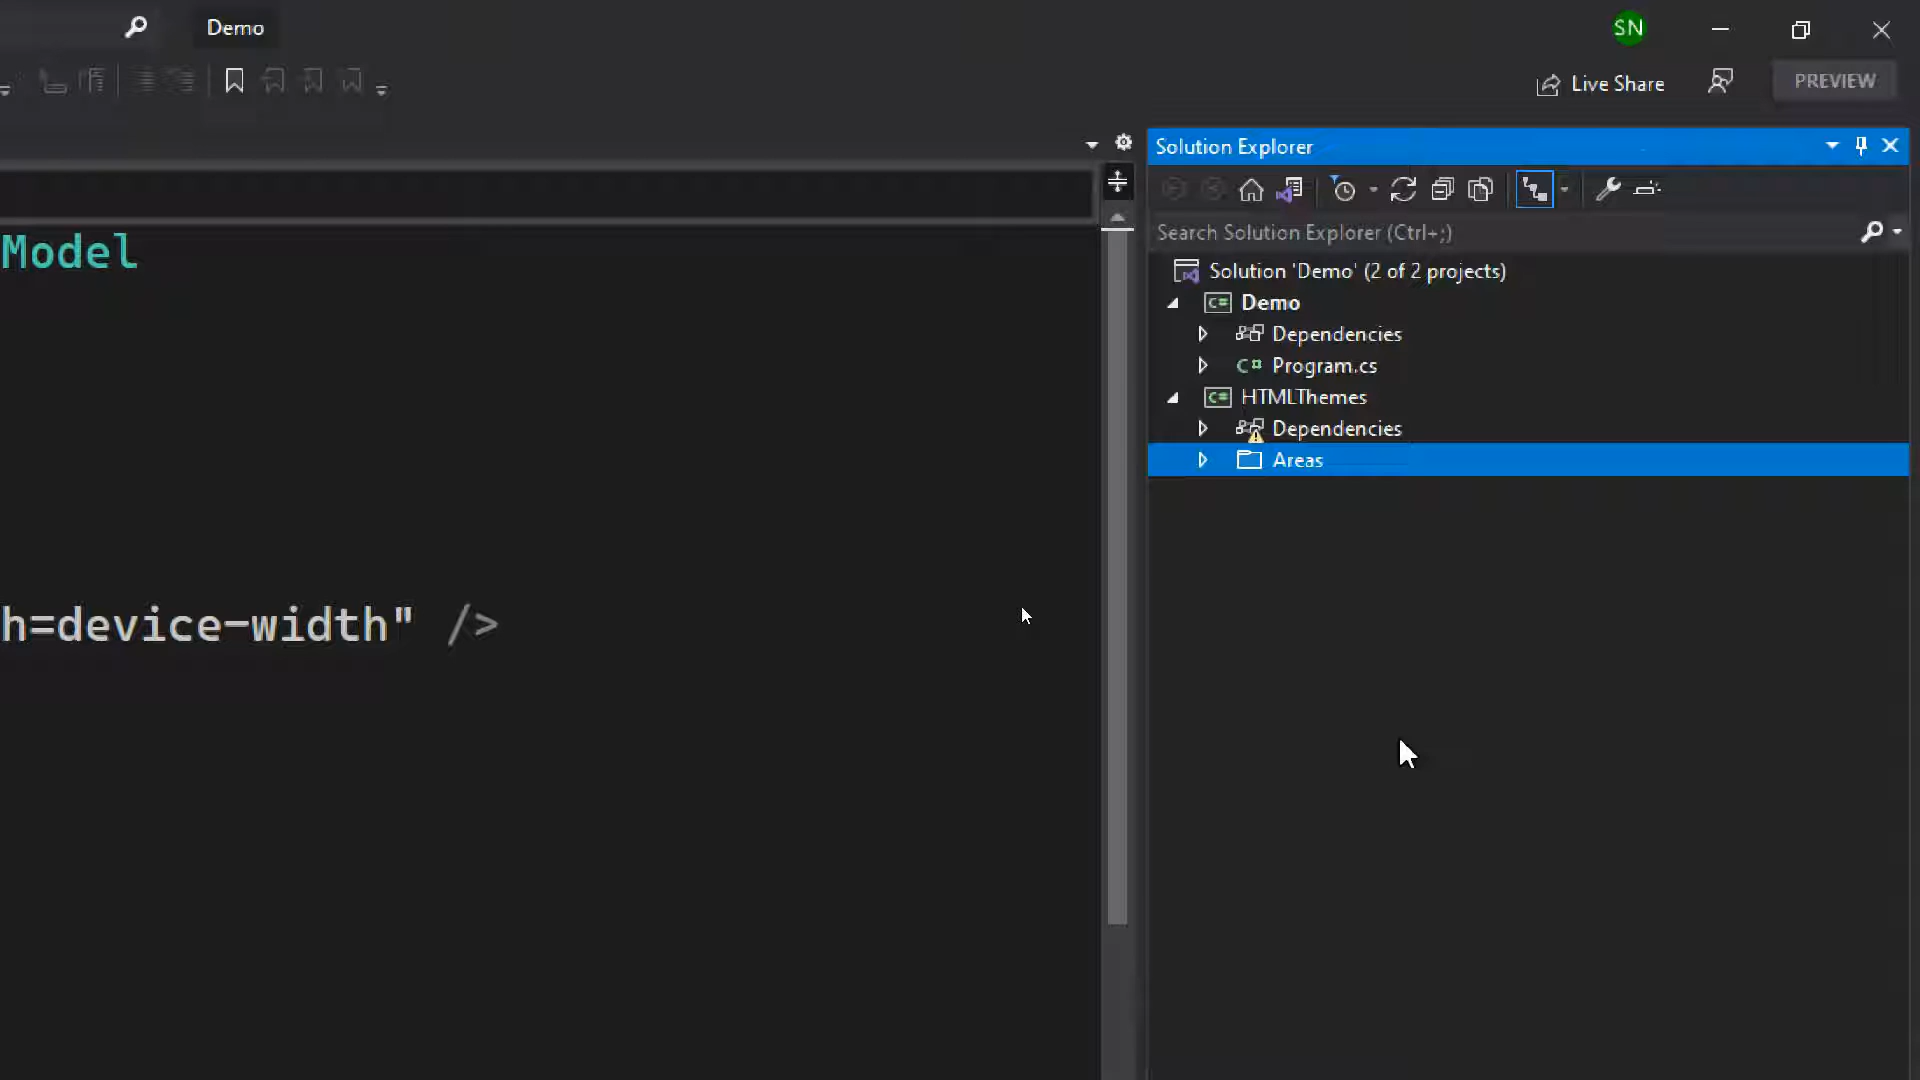 Demo
SN
Live Share
PREVIEW
Solution Explorer
Search Solution Explorer (Ctrl+;)
Model
Solution 'Demo' (2 of 2 projects)
C# Demo
Dependencies
C# Program.cs
C# HTMLThemes
Dependencies
Areas
h=device-width" />